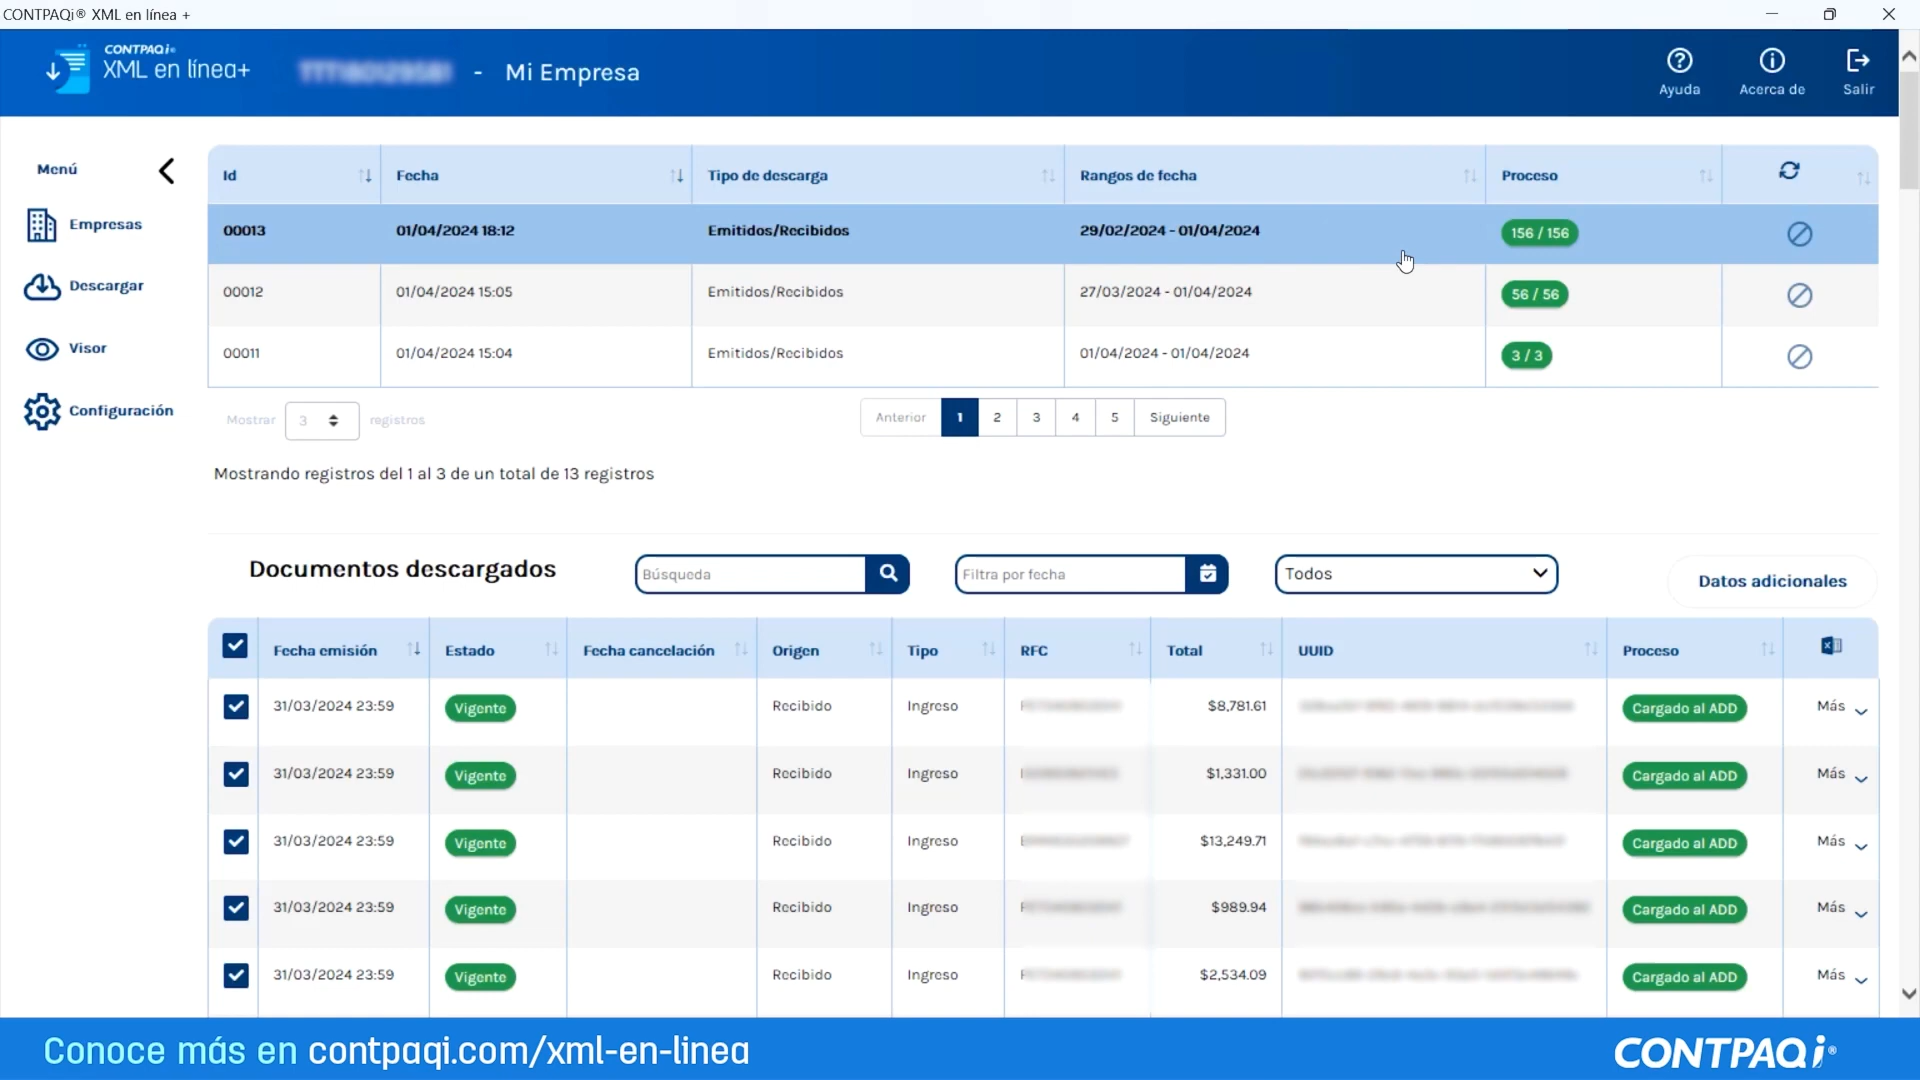 CONTPAQi® XML en línea +
CONTPAQi®
XML en línea+
- Mi Empresa
Ayuda
Acerca de
Salir
Menú
Empresas
Descargar
Visor
Configuración
Id Fecha Tipo de descarga Rangos de fecha Proceso
00013 01/04/2024 18:12 Emitidos/Recibidos 29/02/2024 - 01/04/2024 156 / 156
00012 01/04/2024 15:05 Emitidos/Recibidos 27/03/2024 - 01/04/2024 56 / 56
00011 01/04/2024 15:04 Emitidos/Recibidos 01/04/2024 - 01/04/2024 3 / 3
Mostrar 3 registros
Anterior 1 2 3 4 5 Siguiente
Mostrando registros del 1 al 3 de un total de 13 registros
Documentos descargados Búsqueda Filtra por fecha Todos Datos adicionales
Fecha emisión Estado Fecha cancelación Origen Tipo RFC Total UUID Proceso
31/03/2024 23:59 Vigente Recibido Ingreso $8,781.61 Cargado al ADD Más
31/03/2024 23:59 Vigente Recibido Ingreso $1,331.00 Cargado al ADD Más
31/03/2024 23:59 Vigente Recibido Ingreso $13,249.71 Cargado al ADD Más
31/03/2024 23:59 Vigente Recibido Ingreso $989.94 Cargado al ADD Más
31/03/2024 23:59 Vigente Recibido Ingreso $2,534.09 Cargado al ADD Más
Conoce más en contpaqi.com/xml-en-linea
CONTPAQi®